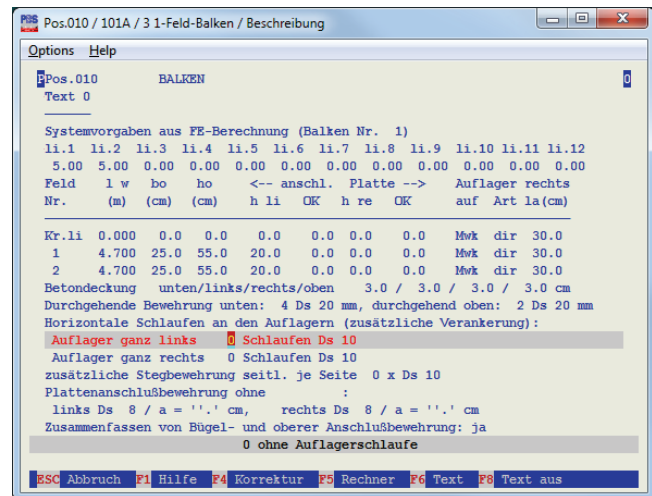 PBS Pos.010 / 101A / 3 1-Feld-Balken / Beschreibung
Options Help
PPos.010 BALKEN 0
Text 0
Systemvorgaben aus FE-Berechnung (Balken Nr. 1)
li.1 li.2 li.3 li.4 li.5 li.6 li.7 li.8 li.9 li.10 li.11 li.12
5.00 5.00 0.00 0.00 0.00 0.00 0.00 0.00 0.00 0.00 0.00 0.00
Feld l w bo ho <-- anschl. Platte --> Auflager rechts
Nr. (m) (cm) (cm) h li OK h re OK auf Art la(cm)
Kr.li 0.000 0.0 0.0 0.0 0.0 0.0 0.0 Mwk dir 30.0
1 4.700 25.0 55.0 20.0 0.0 0.0 0.0 Mwk dir 30.0
2 4.700 25.0 55.0 20.0 0.0 0.0 0.0 Mwk dir 30.0
Betondeckung unten/links/rechts/oben 3.0 / 3.0 / 3.0 / 3.0 cm
Durchgehende Bewehrung unten: 4 Ds 20 mm, durchgehend oben: 2 Ds 20 mm
Horizontale Schlaufen an den Auflagern (zusätzliche Verankerung):
Auflager ganz links 0 Schlaufen Ds 10
Auflager ganz rechts 0 Schlaufen Ds 10
zusätzliche Stegbewehrung seitl. je Seite 0 x Ds 10
Plattenanschlußbewehrung ohne :
links Ds 8 / a = ''.' cm, rechts Ds 8 / a = ''.' cm
Zusammenfassen von Bügel- und oberer Anschlußbewehrung: ja
0 ohne Auflagerschlaufe
ESC Abbruch F1 Hilfe F4 Korrektur F5 Rechner F6 Text F8 Text aus